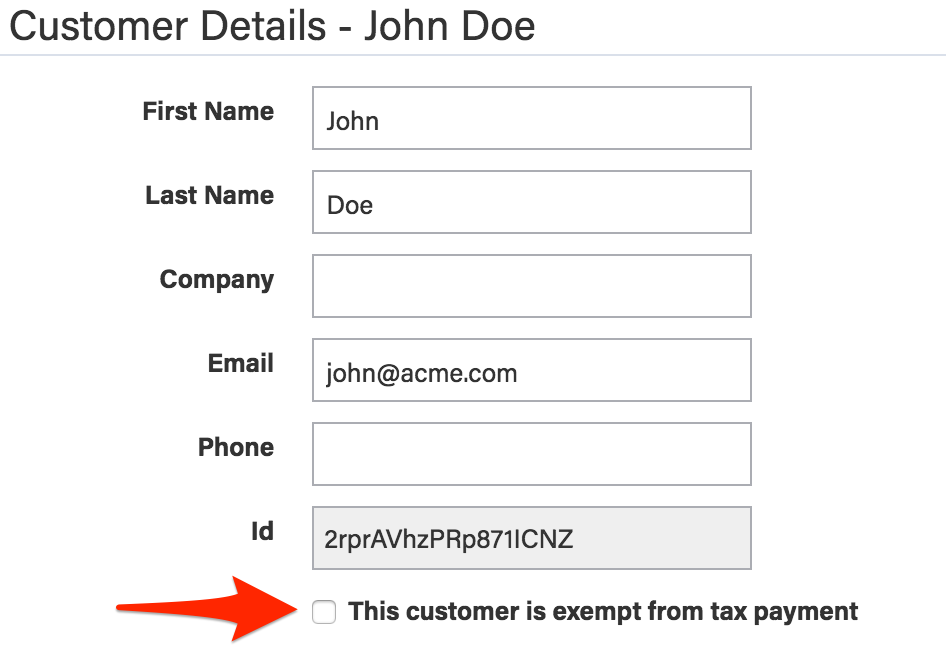 Customer Details - John Doe
First Name
John
Last Name
Doe
Company
Email
john@acme.com
Phone
Id
2rprAVhzPRp871ICNZ
This customer is exempt from tax payment